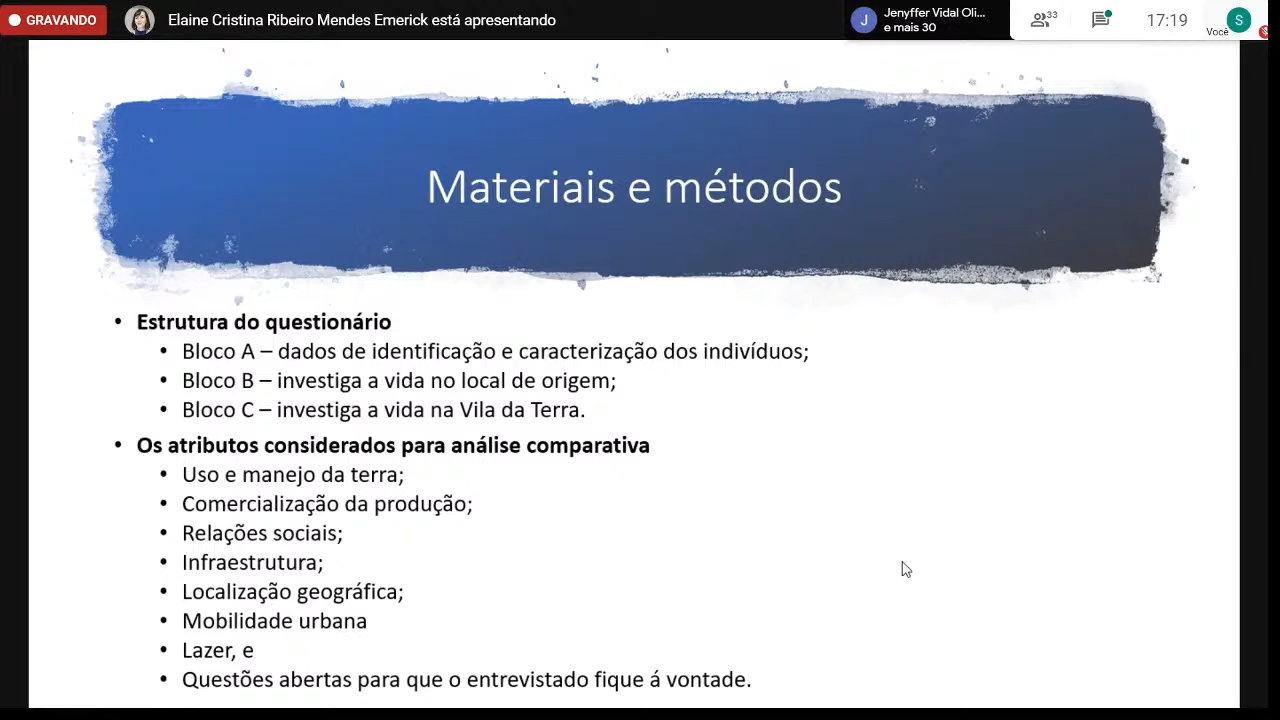 GRAVANDO
Elaine Cristina Ribeiro Mendes Emerick está apresentando
J
Jenyffer Vidal Oli...
e mais 30
33
17:19
Você
S
Materiais e métodos
• Estrutura do questionário
• Bloco A – dados de identificação e caracterização dos indivíduos;
• Bloco B – investiga a vida no local de origem;
• Bloco C – investiga a vida na Vila da Terra.
• Os atributos considerados para análise comparativa
• Uso e manejo da terra;
• Comercialização da produção;
• Relações sociais;
• Infraestrutura;
• Localização geográfica;
• Mobilidade urbana
• Lazer, e
• Questões abertas para que o entrevistado fique á vontade.